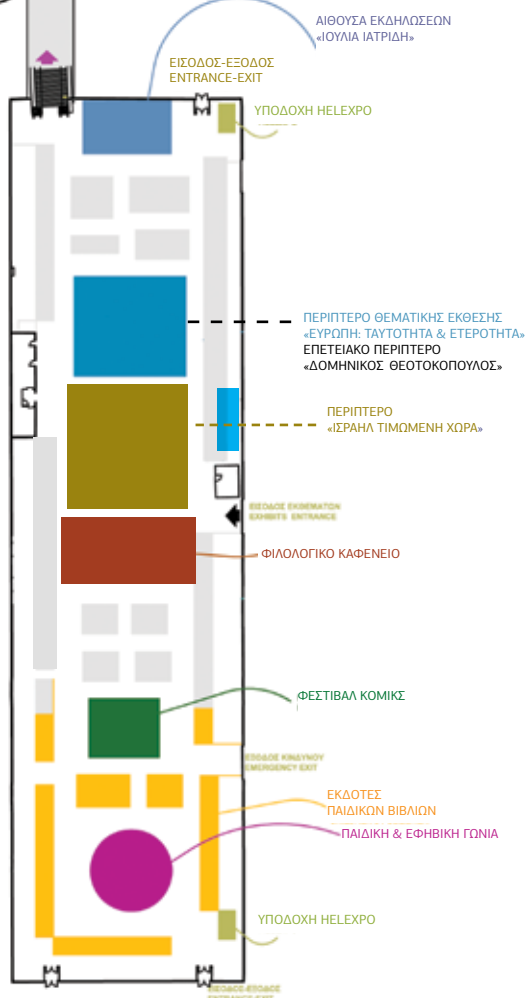 ΑΙΘΟΥΣΑ ΕΚΔΗΛΩΣΕΩΝ
«ΙΟΥΛΙΑ ΙΑΤΡΙΔΗ»
ΕΙΣΟΔΟΣ-ΕΞΟΔΟΣ
ENTRANCE-EXIT
ΥΠΟΔΟΧΗ HELEXPO
ΠΕΡΙΠΤΕΡΟ ΘΕΜΑΤΙΚΗΣ ΕΚΘΕΣΗΣ
«ΕΥΡΩΠΗ: ΤΑΥΤΟΤΗΤΑ & ΕΤΕΡΟΤΗΤΑ»
ΕΠΕΤΕΙΑΚΟ ΠΕΡΙΠΤΕΡΟ
«ΔΟΜΗΝΙΚΟΣ ΘΕΟΤΟΚΟΠΟΥΛΟΣ»
ΠΕΡΙΠΤΕΡΟ
«ΙΣΡΑΗΛ ΤΙΜΩΜΕΝΗ ΧΩΡΑ»
ΕΙΣΟΔΟΣ ΕΚΘΕΜΑΤΩΝ
EXHIBITS ENTRANCE
ΦΙΛΟΛΟΓΙΚΟ ΚΑΦΕΝΕΙΟ
ΦΕΣΤΙΒΑΛ ΚΟΜΙΚΣ
ΕΞΟΔΟΣ ΚΙΝΔΥΝΟΥ
EMERGENCY EXIT
ΕΚΔΟΤΕΣ
ΠΑΙΔΙΚΩΝ ΒΙΒΛΙΩΝ
ΠΑΙΔΙΚΗ & ΕΦΗΒΙΚΗ ΓΩΝΙΑ
ΥΠΟΔΟΧΗ HELEXPO
ΕΙΣΟΔΟΣ-ΕΞΟΔΟΣ
ENTRANCE-EXIT